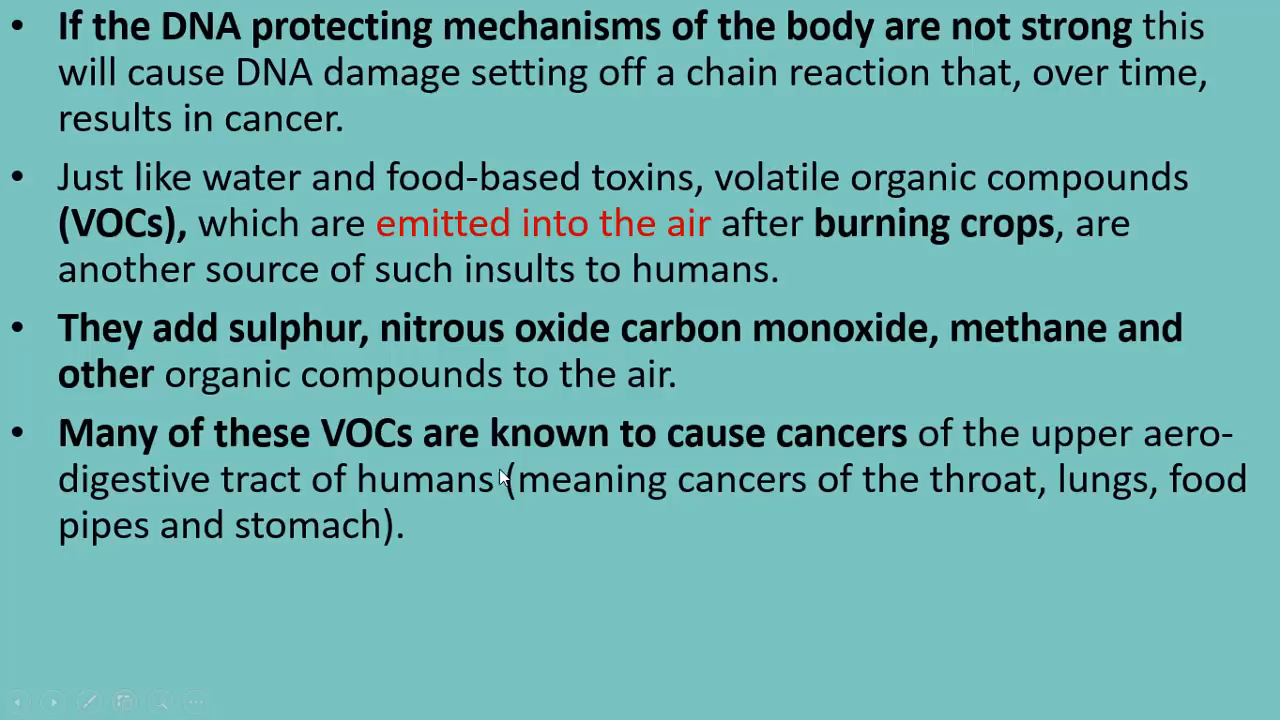 • If the DNA protecting mechanisms of the body are not strong this
will cause DNA damage setting off a chain reaction that, over time,
results in cancer.
• Just like water and food-based toxins, volatile organic compounds
(VOCs), which are emitted into the air after burning crops, are
another source of such insults to humans.
• They add sulphur, nitrous oxide carbon monoxide, methane and
other organic compounds to the air.
• Many of these VOCs are known to cause cancers of the upper aero-
digestive tract of humans (meaning cancers of the throat, lungs, food
pipes and stomach).